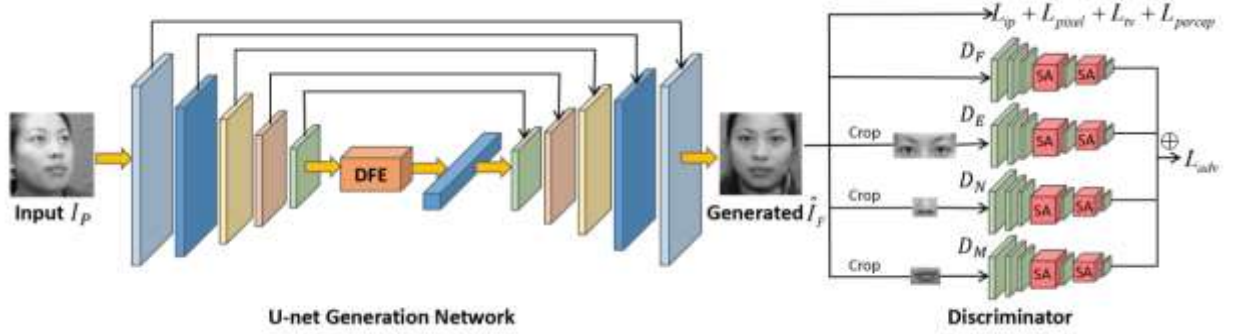 L_ip + L_pixel + L_tv + L_percep
D_F
SA SA
Crop
D_E
SA SA
⊕
L_adv
DFE
Input I_P
Generated Î_F
Crop
D_N
SA SA
Crop
D_M
SA SA
U-net Generation Network
Discriminator